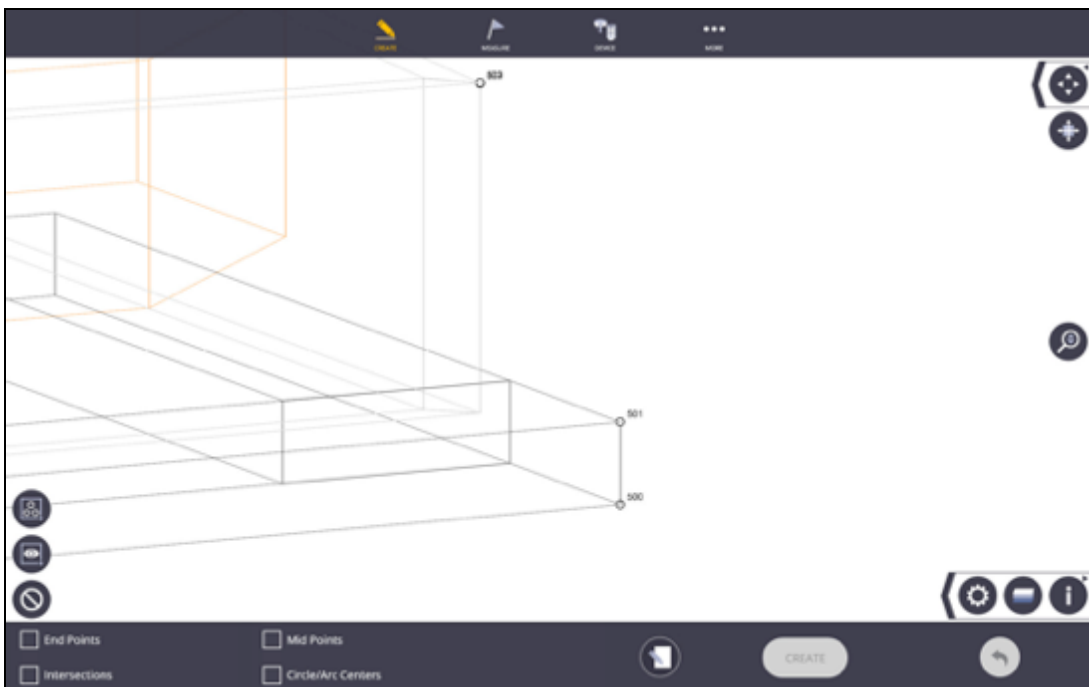 CREATE MEASURE DEVICE MORE
503
501
500
End Points Mid Points
CREATE
Intersections Circle/Arc Centers